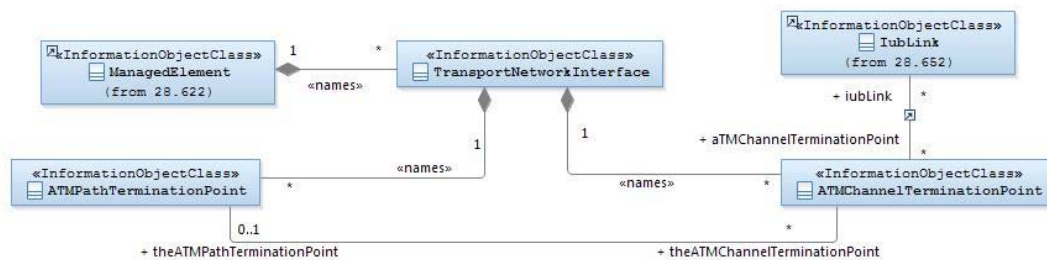 «InformationObjectClass»
ManagedElement
(from 28.622)
1
*
«names»
«InformationObjectClass»
TransportNetworkInterface
«InformationObjectClass»
IubLink
(from 28.652)
+ iubLink
*
+ aTMChannelTerminationPoint
*
1
«names»
*
1
«names»
*
«InformationObjectClass»
ATMPathTerminationPoint
«InformationObjectClass»
ATMChannelTerminationPoint
0..1
*
+ theATMPathTerminationPoint
+ theATMChannelTerminationPoint